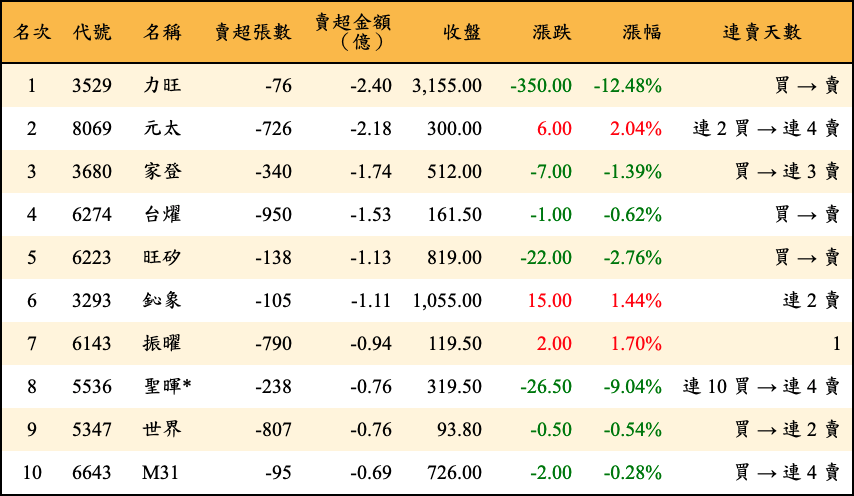 名次 代號 名稱 賣超張數 賣超金額（億） 收盤 漲跌 漲幅 連賣天數
1 3529 力旺 -76 -2.40 3,155.00 -350.00 -12.48% 買 → 賣
2 8069 元太 -726 -2.18 300.00 6.00 2.04% 連 2 買 → 連 4 賣
3 3680 家登 -340 -1.74 512.00 -7.00 -1.39% 買 → 連 3 賣
4 6274 台燿 -950 -1.53 161.50 -1.00 -0.62% 買 → 賣
5 6223 旺矽 -138 -1.13 819.00 -22.00 -2.76% 買 → 賣
6 3293 鈊象 -105 -1.11 1,055.00 15.00 1.44% 連 2 賣
7 6143 振曜 -790 -0.94 119.50 2.00 1.70% 1
8 5536 聖暉* -238 -0.76 319.50 -26.50 -9.04% 連 10 買 → 連 4 賣
9 5347 世界 -807 -0.76 93.80 -0.50 -0.54% 買 → 連 2 賣
10 6643 M31 -95 -0.69 726.00 -2.00 -0.28% 買 → 連 4 賣